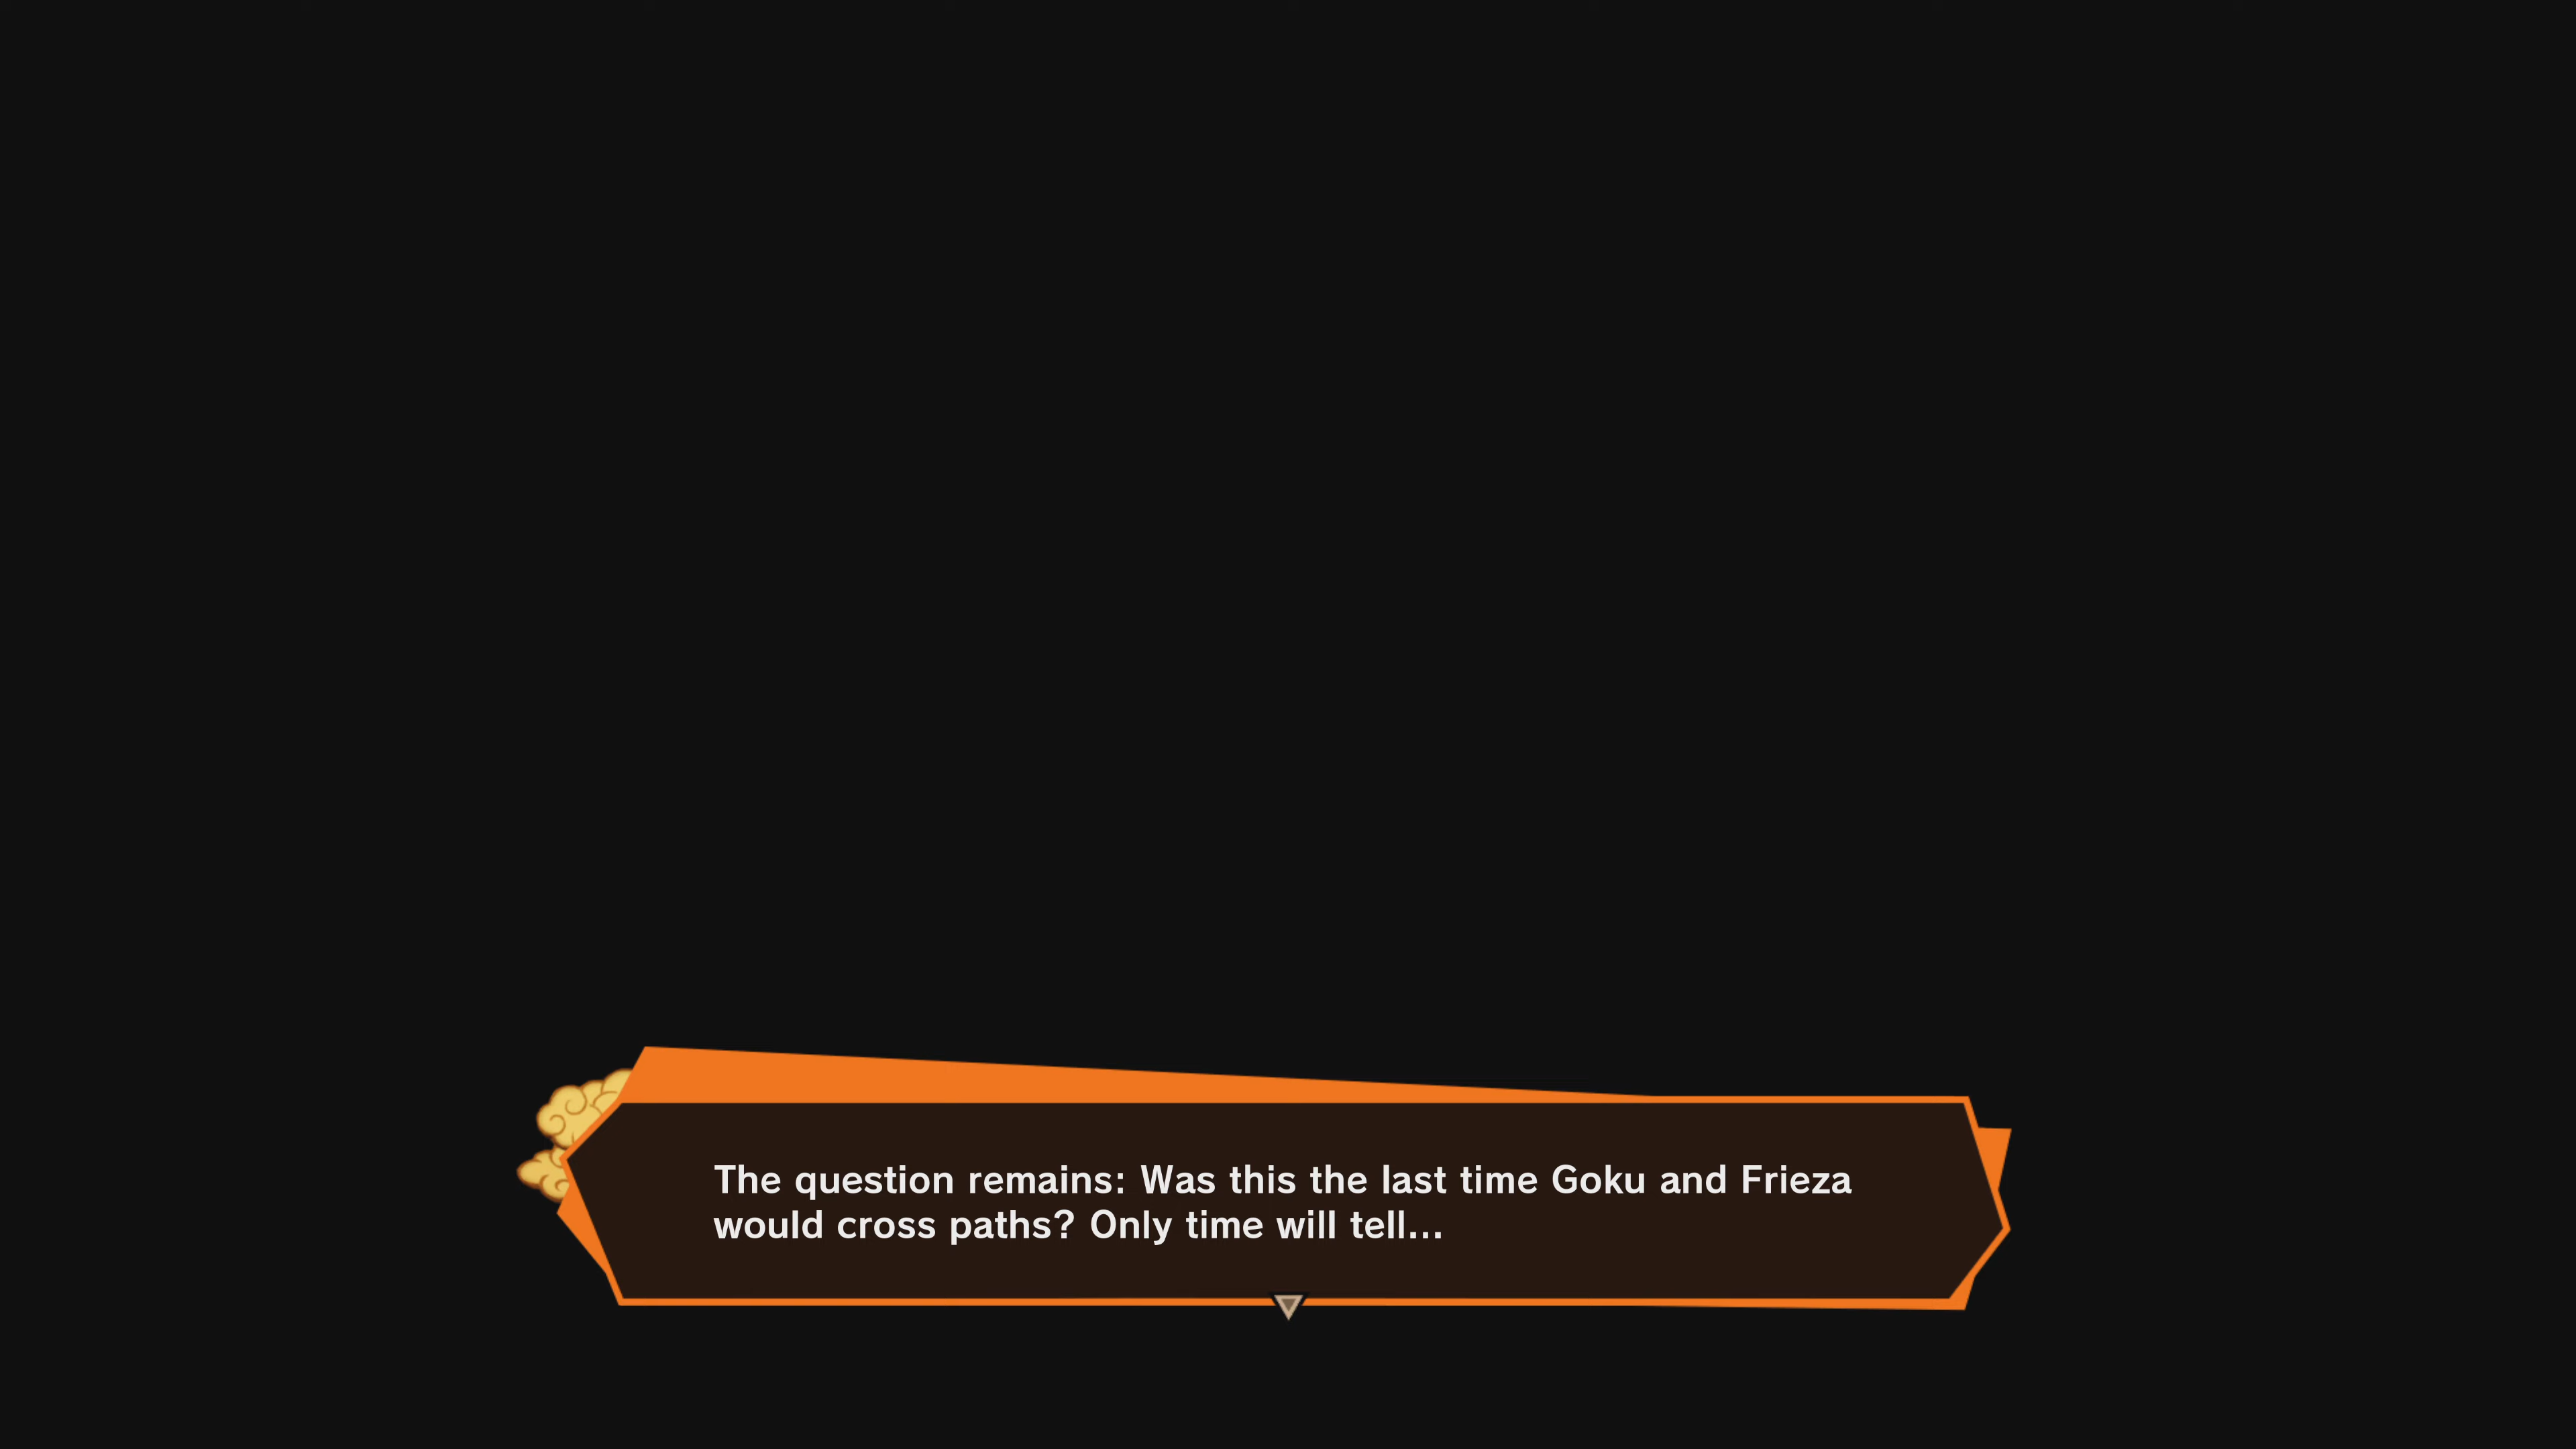 The question remains: Was this the last time Goku and Frieza
would cross paths? Only time will tell...